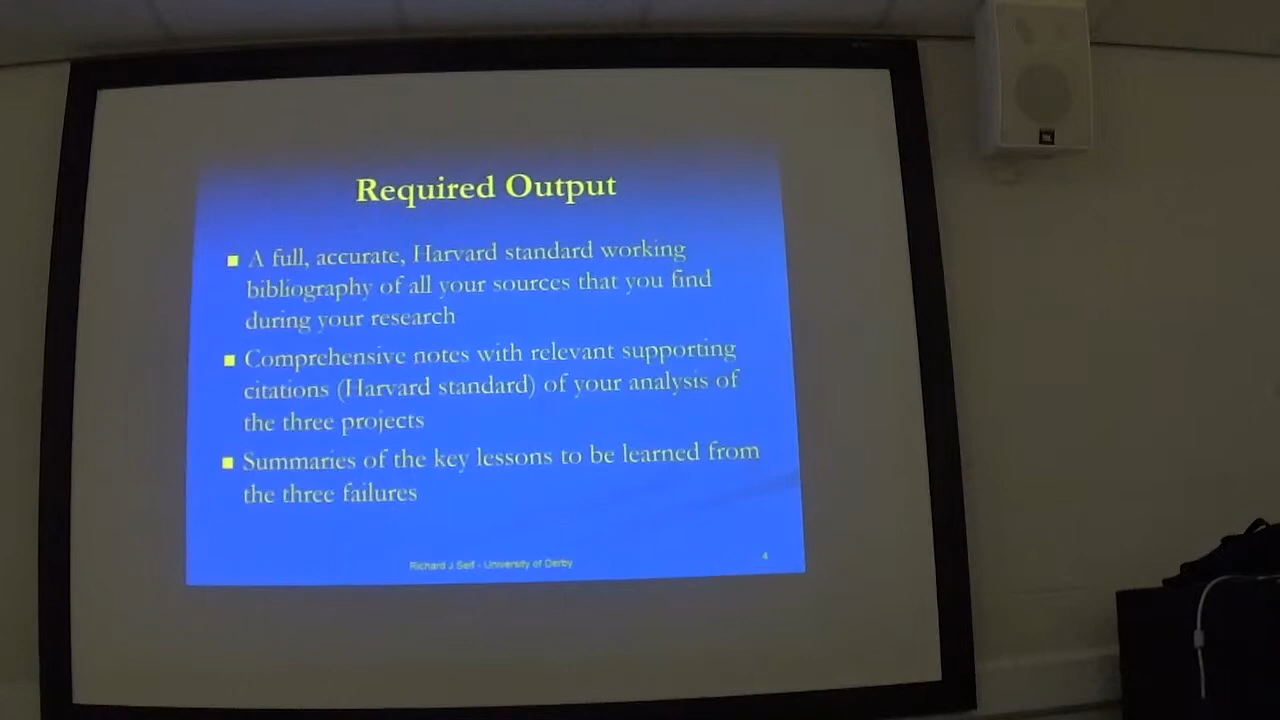 Required Output
A full, accurate, Harvard standard working
bibliography of all your sources that you find
during your research
Comprehensive notes with relevant supporting
citations (Harvard standard) of your analysis of
the three projects
Summaries of the key lessons to be learned from
the three failures
Richard J Self - University of Derby
4
JBL